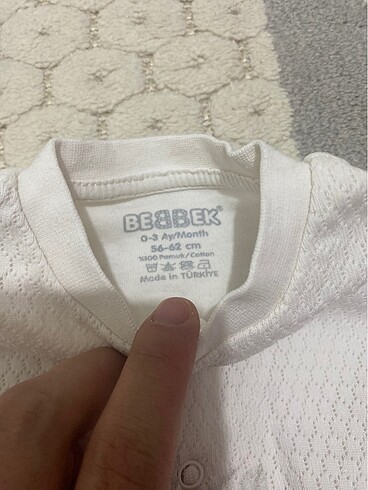 BEBBEK
0-3 Ay/Month
56-62 cm
%100 Pamuk/Cotton
Made in TÜRKİYE